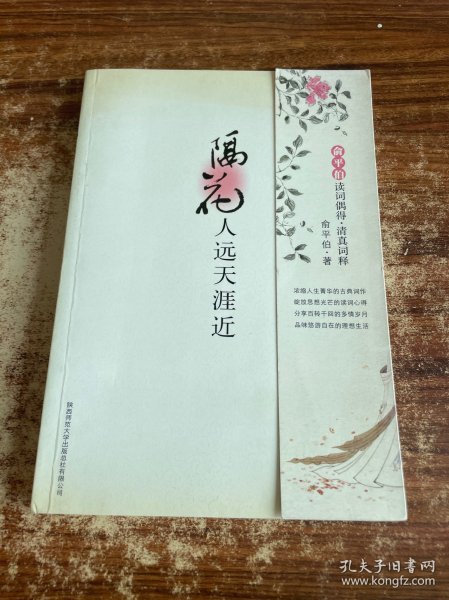 隔花
人远天涯近
陕西师范大学出版总社有限公司
俞平伯读词偶得·清真词释
俞平伯·著
浓缩人生菁华的古典词作
绽放思想光芒的读词心得
分享百转千回的多情岁月
品味悠游自在的理想生活
孔夫子旧书网
www.kongfz.com